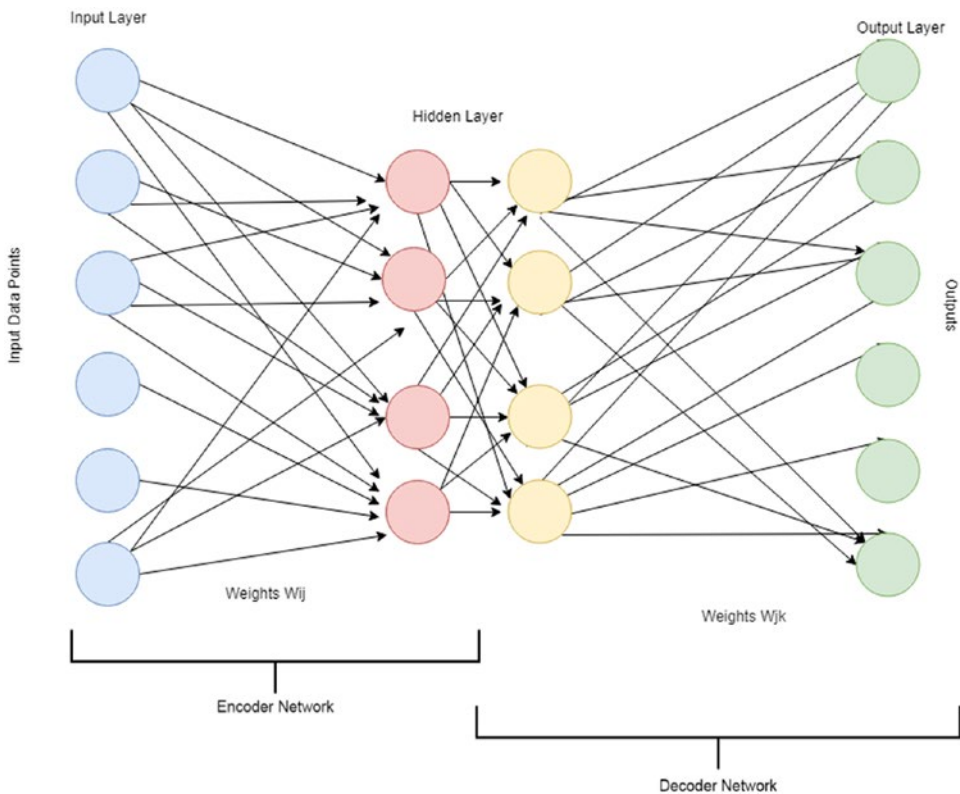 Input Layer
Output Layer
Hidden Layer
Input Data Points
Outputs
Weights Wij
Weights Wjk
Encoder Network
Decoder Network